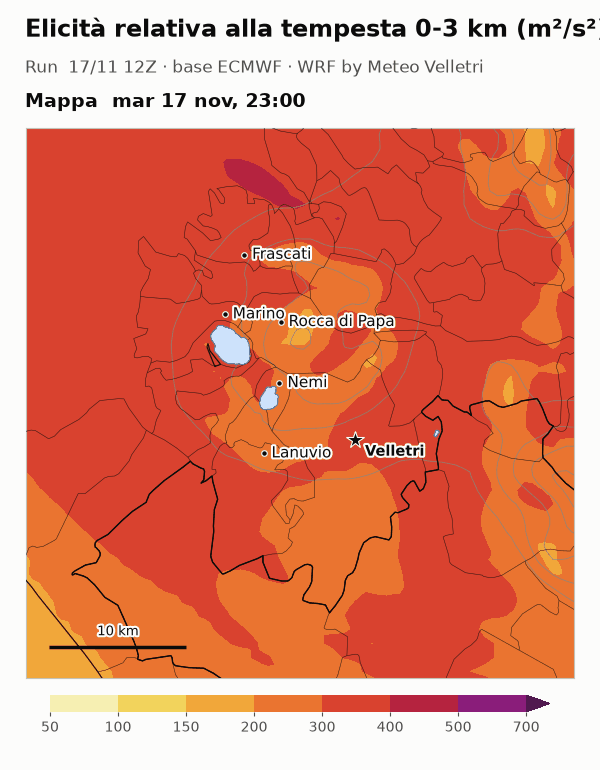 Elicità relativa alla tempesta 0-3 km (m²/s²)
Run 17/11 12Z · base ECMWF · WRF by Meteo Velletri
Mappa mar 17 nov, 23:00
Frascati
Marino
Rocca di Papa
Nemi
Velletri
Lanuvio
10 km
50 100 150 200 300 400 500 700